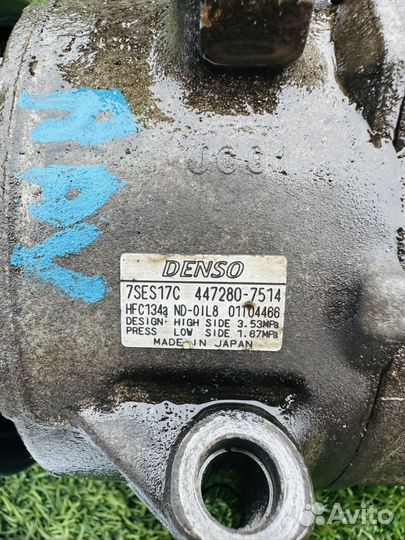 JCG
DENSO
7SES17C 447280-7514
HFC134a ND-OIL8 01T04466
DESIGN- HIGH SIDE 3.53MPa
PRESS LOW SIDE 1.67MPa
MADE IN JAPAN
Avito